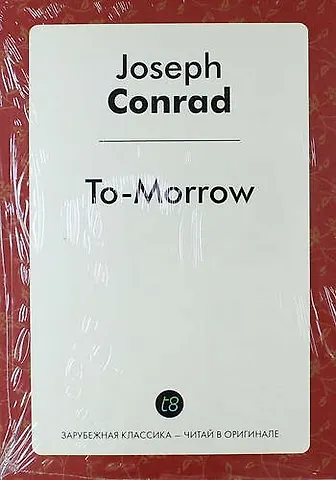 Joseph
Conrad
To-Morrow
t8
ЗАРУБЕЖНАЯ КЛАССИКА — ЧИТАЙ В ОРИГИНАЛЕ